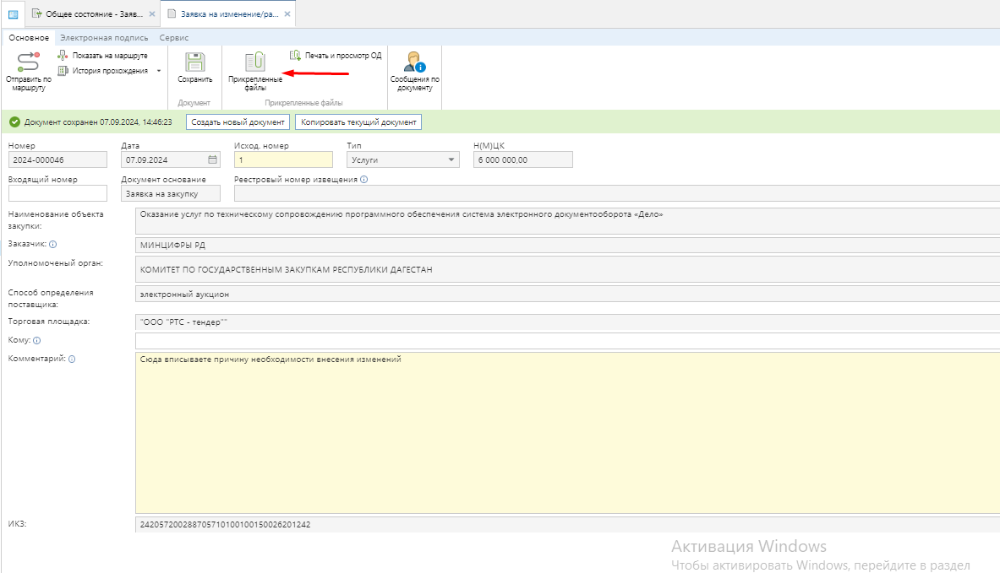 Общее состояние - Заяв...
Заявка на изменение/ра...
Основное Электронная подпись Сервис
Отправить по маршруту
Показать на маршруте
История прохождения
Сохранить
Документ
Прикрепленные файлы
Печать и просмотр ОД
Прикрепленные файлы
Сообщения по документу
Документ сохранен 07.09.2024, 14:46:23 Создать новый документ Копировать текущий документ
Номер Дата Исход. номер Тип Н(М)ЦК
2024-000046 07.09.2024 1 Услуги 6 000 000,00
Входящий номер Документ основание Реестровый номер извещения
Заявка на закупку
Наименование объекта закупки:
Оказание услуг по техническому сопровождению программного обеспечения система электронного документооборота «Дело»
Заказчик: МИНЦИФРЫ РД
Уполномоченый орган:
КОМИТЕТ ПО ГОСУДАРСТВЕННЫМ ЗАКУПКАМ РЕСПУБЛИКИ ДАГЕСТАН
Способ определения поставщика:
электронный аукцион
Торговая площадка: "ООО "РТС - тендер""
Кому:
Комментарий: Сюда вписываете причину необходимости внесения изменений
ИКЗ: 242057200288705710100100150026201242
Активация Windows
Чтобы активировать Windows, перейдите в раздел